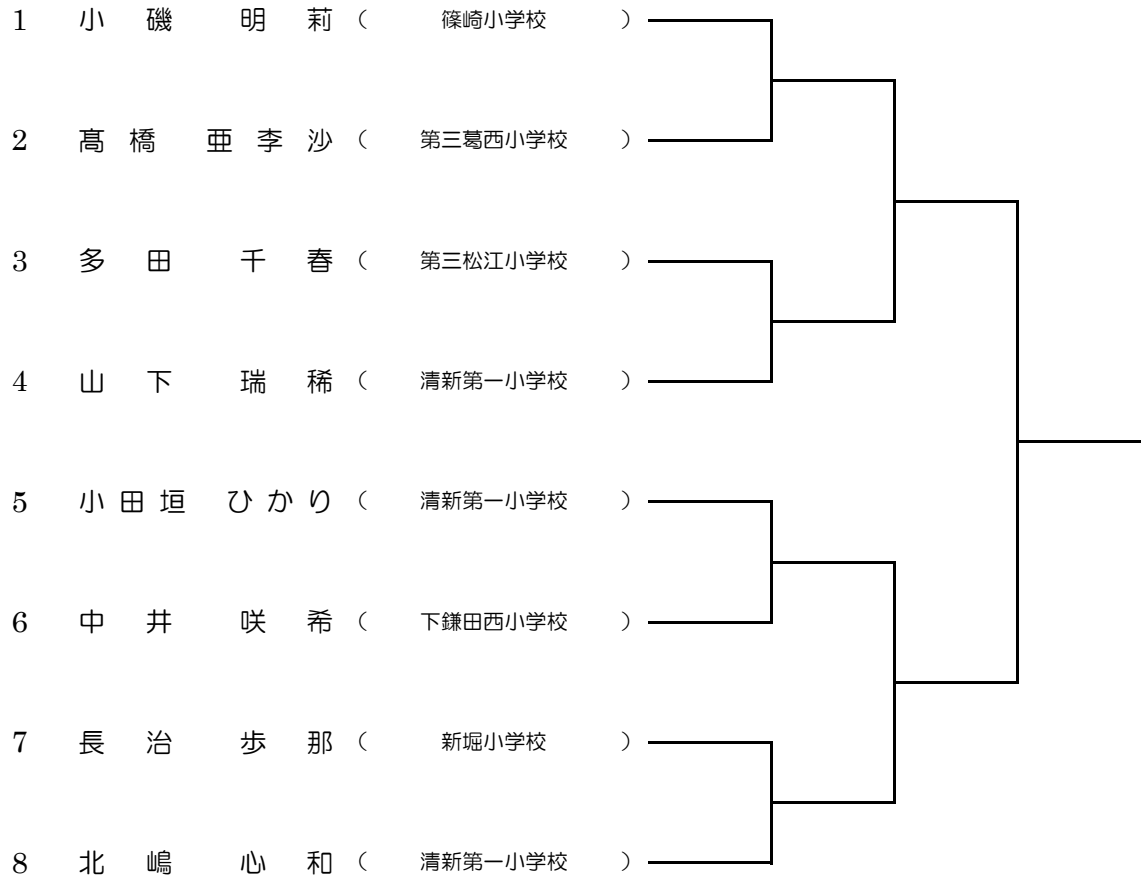 1 小 磯 明 莉 （ 篠崎小学校 ）
2 髙 橋 亜 李 沙 （ 第三葛西小学校 ）
3 多 田 千 春 （ 第三松江小学校 ）
4 山 下 瑞 稀 （ 清新第一小学校 ）
5 小 田 垣 ひ か り （ 清新第一小学校 ）
6 中 井 咲 希 （ 下鎌田西小学校 ）
7 長 治 歩 那 （ 新堀小学校 ）
8 北 嶋 心 和 （ 清新第一小学校 ）